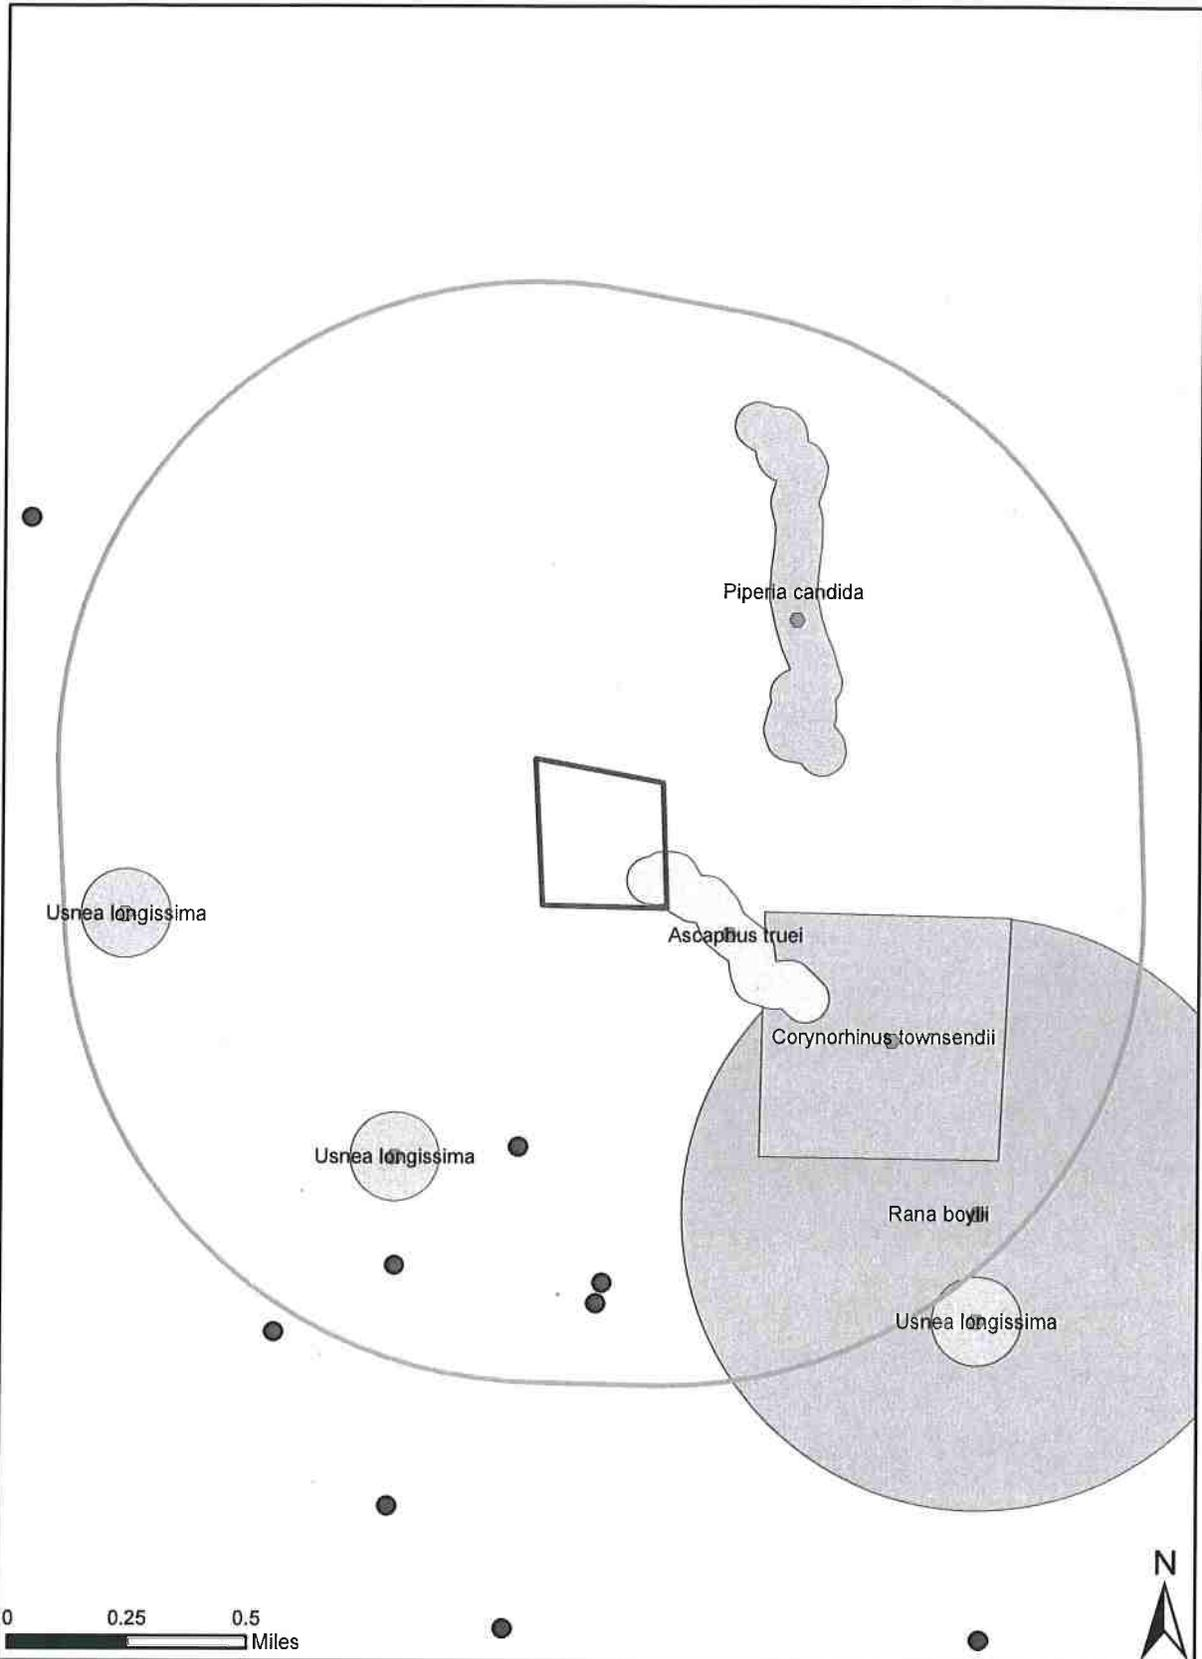 Piperia candida
Usnea longissima
Ascaphus truei
Corynorhinus townsendii
Usnea longissima
Rana boylii
Usnea longissima
N
0 0.25 0.5
Miles